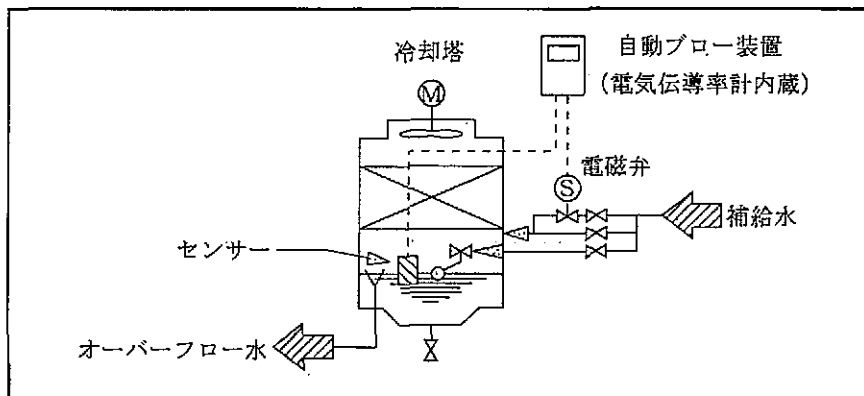 冷却塔
自動ブロー装置
(電気伝導率計内蔵)
M
電磁弁
S
補給水
センサー
オーバーフロー水